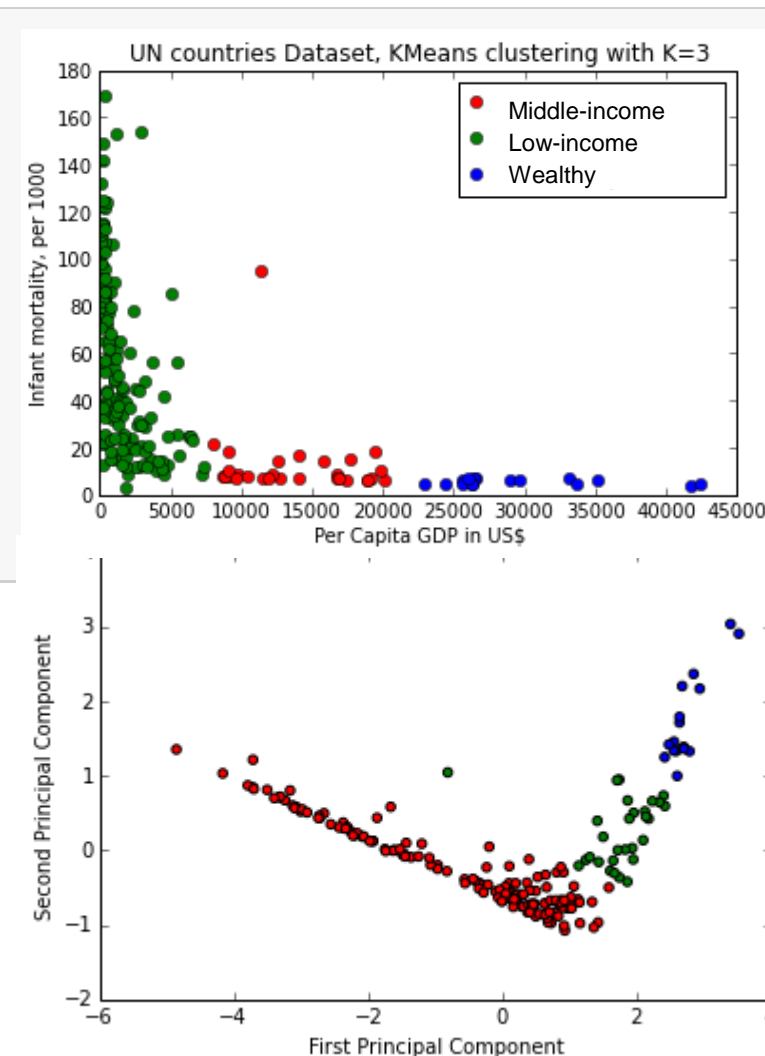 UN countries Dataset, KMeans clustering with K=3
180
160
140
120
100
80
60
40
20
0
Infant mortality, per 1000
Middle-income
Low-income
Wealthy
0 5000 10000 15000 20000 25000 30000 35000 40000 45000
Per Capita GDP in US$
3
2
1
0
−1
−2
Second Principal Component
−6 −4 −2 0 2
First Principal Component